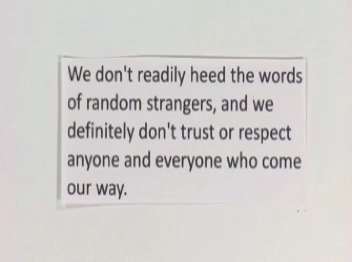 We don't readily heed the words
of random strangers, and we
definitely don't trust or respect
anyone and everyone who come
our way.